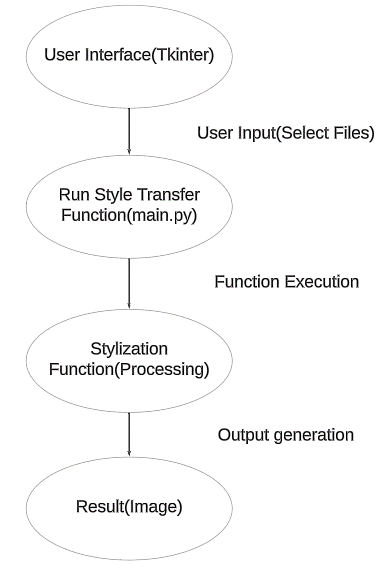 User Interface(Tkinter)
User Input(Select Files)
Run Style Transfer
Function(main.py)
Function Execution
Stylization
Function(Processing)
Output generation
Result(Image)